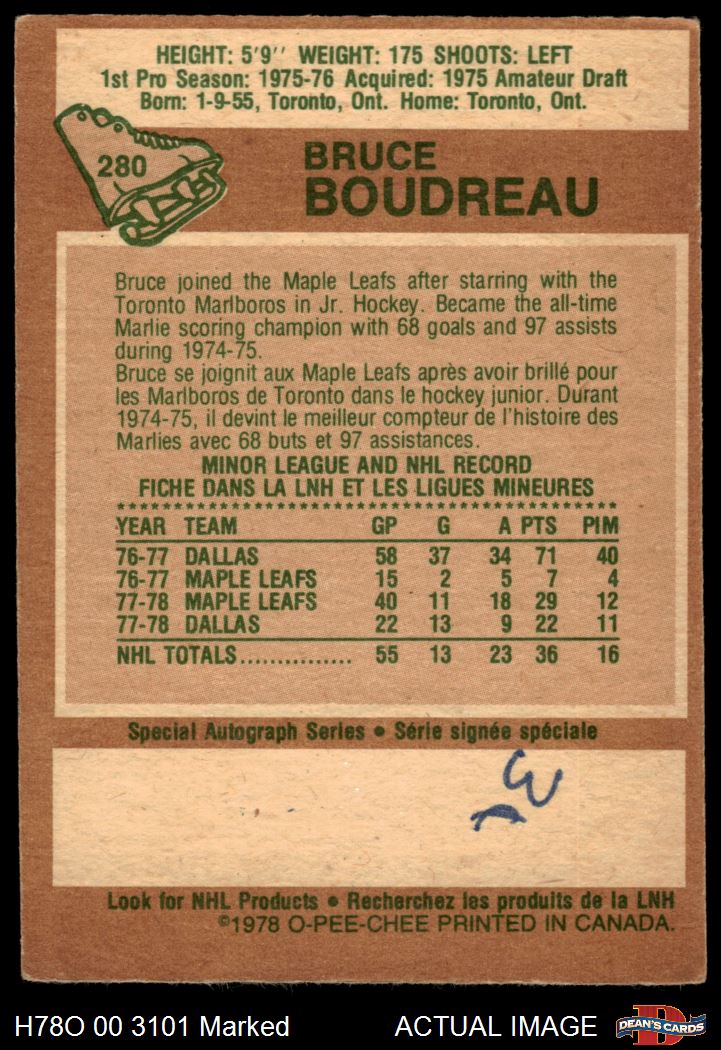 HEIGHT: 5'9'' WEIGHT: 175 SHOOTS: LEFT
1st Pro Season: 1975-76 Acquired: 1975 Amateur Draft
Born: 1-9-55, Toronto, Ont. Home: Toronto, Ont.
280
BRUCE
BOUDREAU
Bruce joined the Maple Leafs after starring with the
Toronto Marlboros in Jr. Hockey. Became the all-time
Marlie scoring champion with 68 goals and 97 assists
during 1974-75.
Bruce se joignit aux Maple Leafs après avoir brillé pour
les Marlboros de Toronto dans le hockey junior. Durant
1974-75, il devint le meilleur compteur de l'histoire des
Marlies avec 68 buts et 97 assistances.
MINOR LEAGUE AND NHL RECORD
FICHE DANS LA LNH ET LES LIGUES MINEURES
YEAR TEAM GP G A PTS PIM
76-77 DALLAS 58 37 34 71 40
76-77 MAPLE LEAFS 15 2 5 7 4
77-78 MAPLE LEAFS 40 11 18 29 12
77-78 DALLAS 22 13 9 22 11
NHL TOTALS............... 55 13 23 36 16
Special Autograph Series • Série signée spéciale
Look for NHL Products • Recherchez les produits de la LNH
©1978 O-PEE-CHEE PRINTED IN CANADA.
H78O 00 3101 Marked ACTUAL IMAGE DEAN'S CARDS